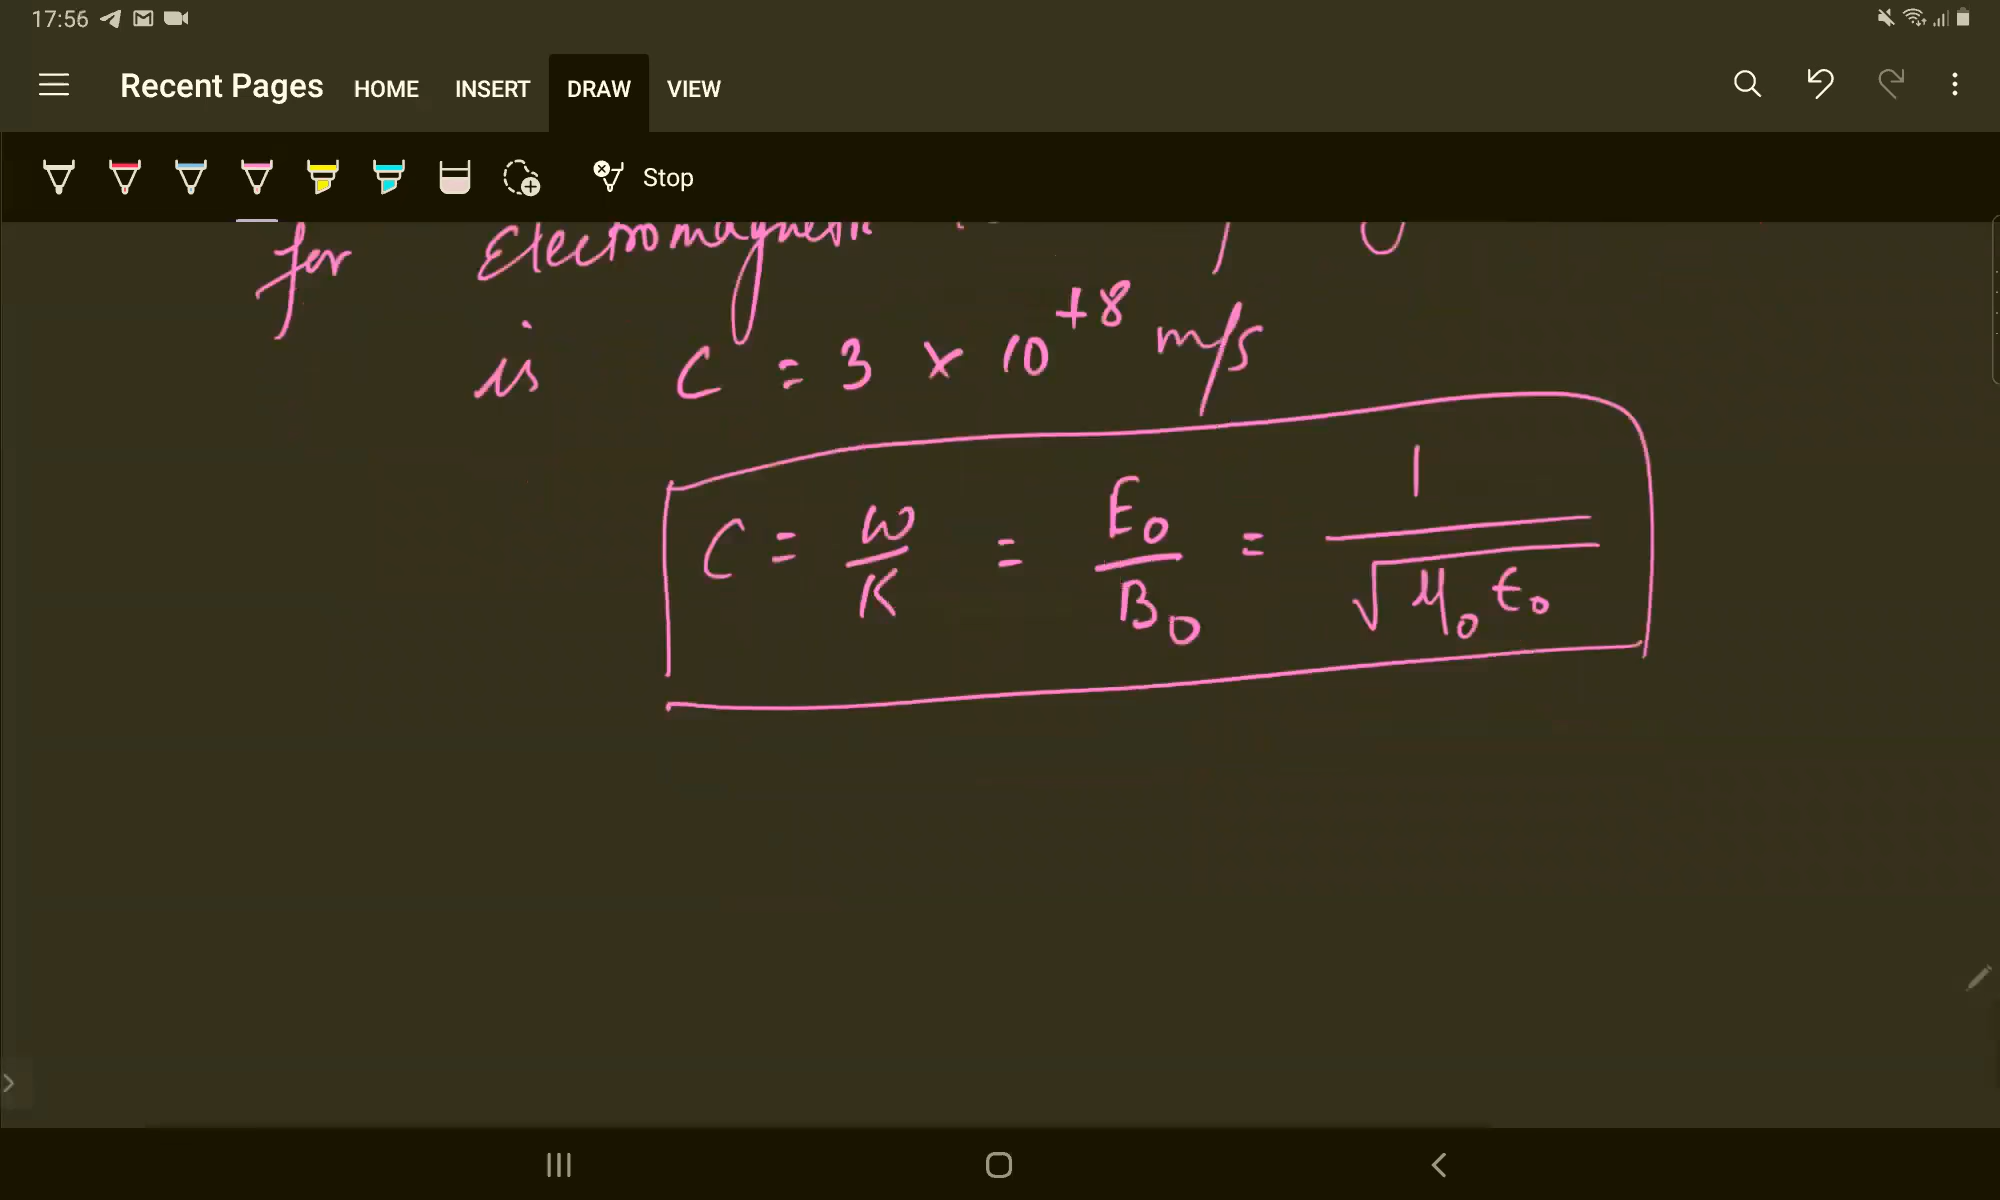 17:56
Recent Pages HOME INSERT DRAW VIEW
Stop
for Electromagnetic
is C = 3 × 10^{+8} m/s
C = ω/K = E₀/B₀ = 1/√μ₀ε₀